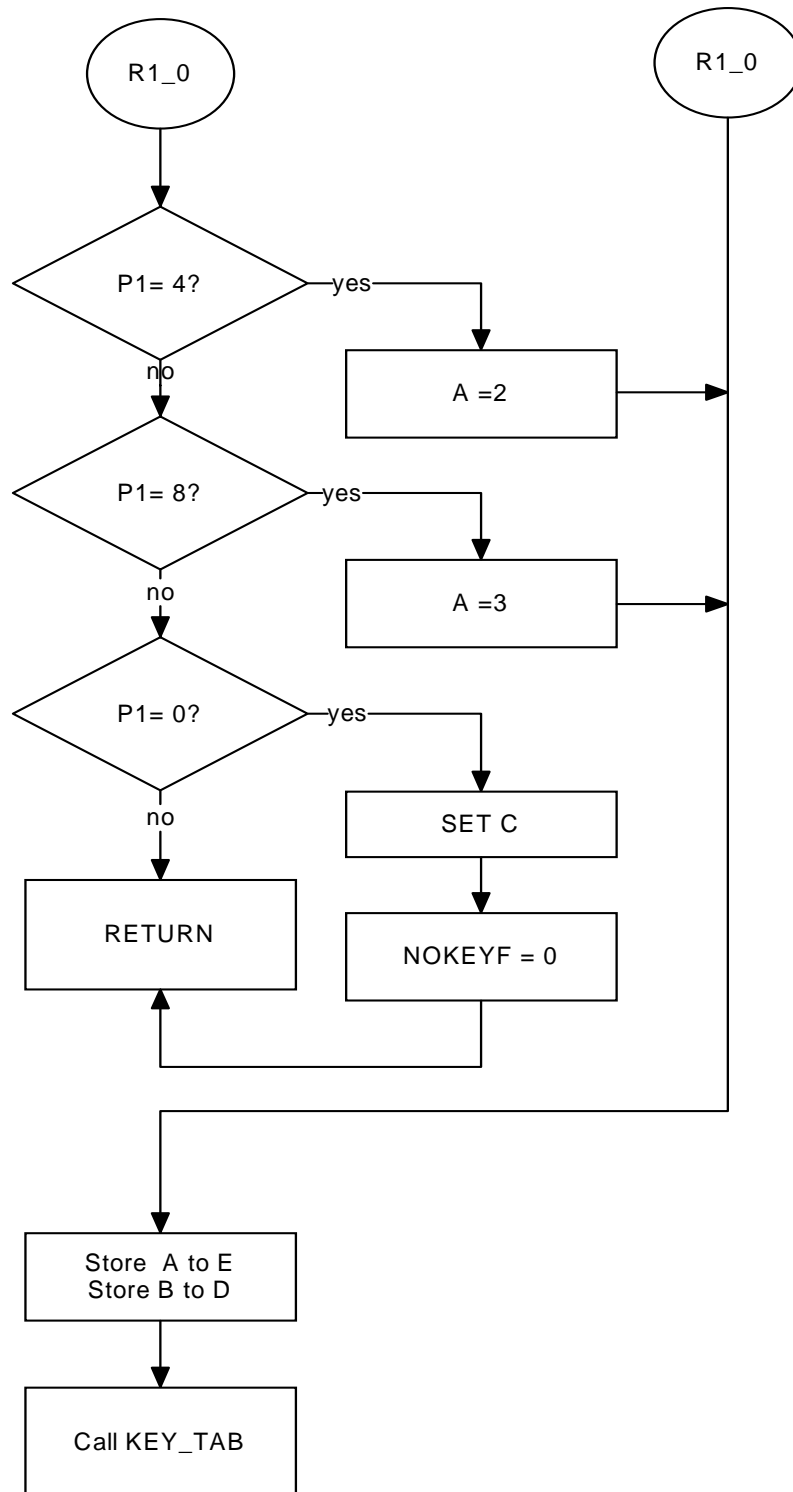 R1_0
R1_0
P1= 4?
yes
A =2
no
P1= 8?
yes
A =3
no
P1= 0?
yes
SET C
no
RETURN
NOKEYF = 0
Store  A to E
Store B to D
Call KEY_TAB